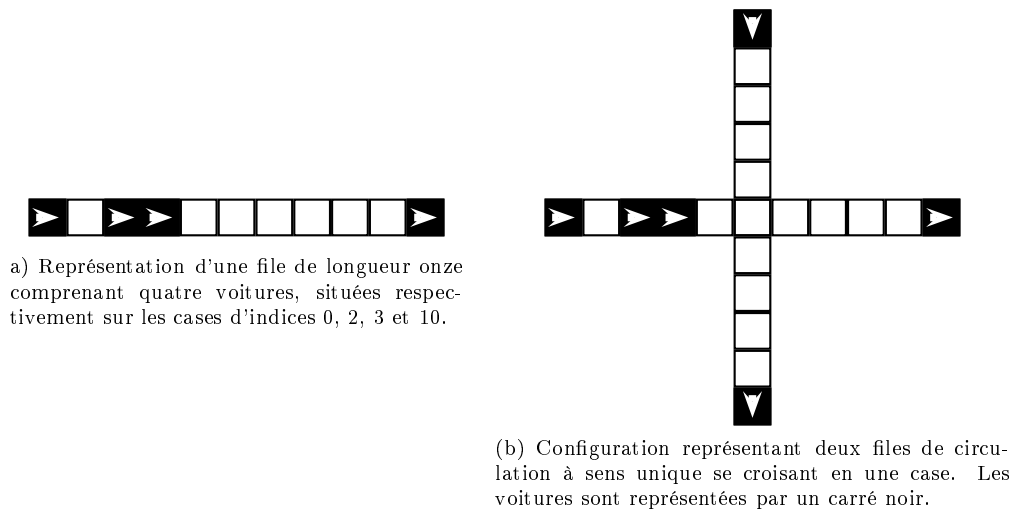 a) Représentation d'une file de longueur onze
comprenant quatre voitures, situées respec-
tivement sur les cases d'indices 0, 2, 3 et 10.
(b) Configuration représentant deux files de circu-
lation à sens unique se croisant en une case. Les
voitures sont représentées par un carré noir.